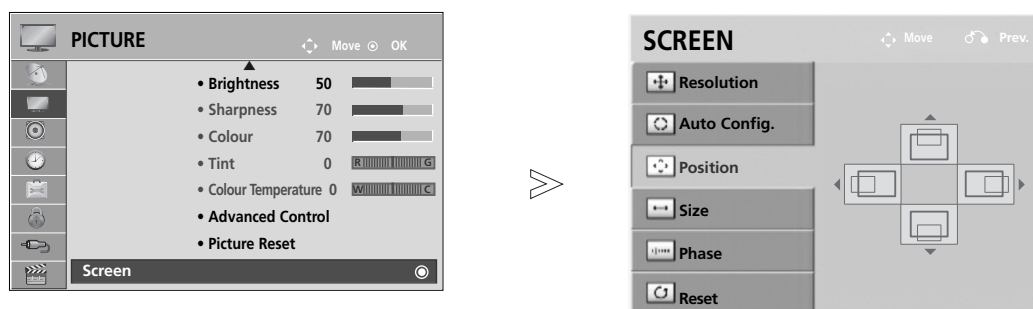 PICTURE
Move OK
• Brightness 50
• Sharpness 70
• Colour 70
• Tint 0 R G
• Colour Temperature 0 W C
• Advanced Control
• Picture Reset
Screen
SCREEN
Move Prev.
Resolution
Auto Config.
Position
Size
Phase
Reset